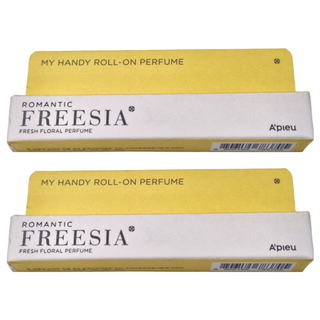 MY HANDY ROLL-ON PERFUME
ROMANTIC
FREESIA
FRESH FLORAL PERFUME
A'PIEU
MY HANDY ROLL-ON PERFUME
ROMANTIC
FREESIA
FRESH FLORAL PERFUME
A'PIEU